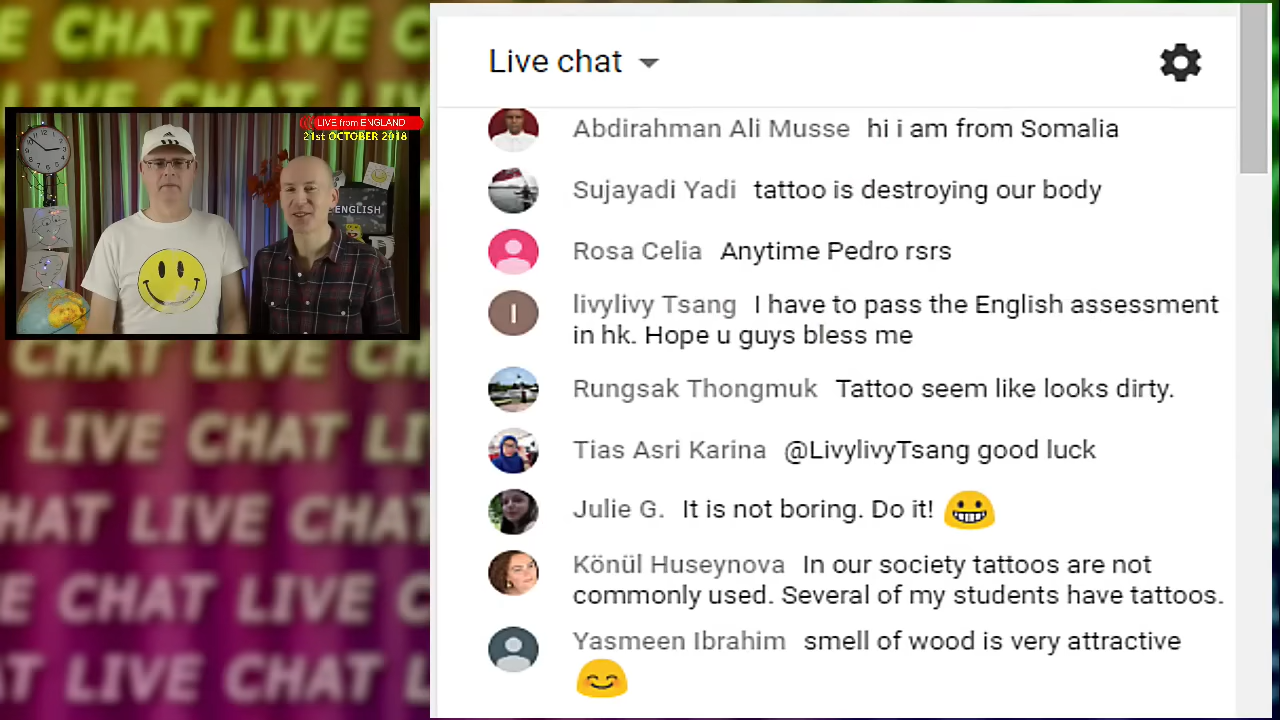 E CHAT LIVE CHAT LIVE C
LIVE from ENGLAND
21st OCTOBER 2018
ENGLISH
CHAT LIVE CHAT
T LIVE CHAT LI
HAT LIVE CHAT
E CHAT LIVE C
AT LIVE CHAT
Live chat
Abdirahman Ali Musse hi i am from Somalia
Sujayadi Yadi tattoo is destroying our body
Rosa Celia Anytime Pedro rsrs
I
livylivy Tsang I have to pass the English assessment
in hk. Hope u guys bless me
Rungsak Thongmuk Tattoo seem like looks dirty.
Tias Asri Karina @LivylivyTsang good luck
Julie G. It is not boring. Do it! 😀
Könül Huseynova In our society tattoos are not
commonly used. Several of my students have tattoos.
Yasmeen Ibrahim smell of wood is very attractive
😊